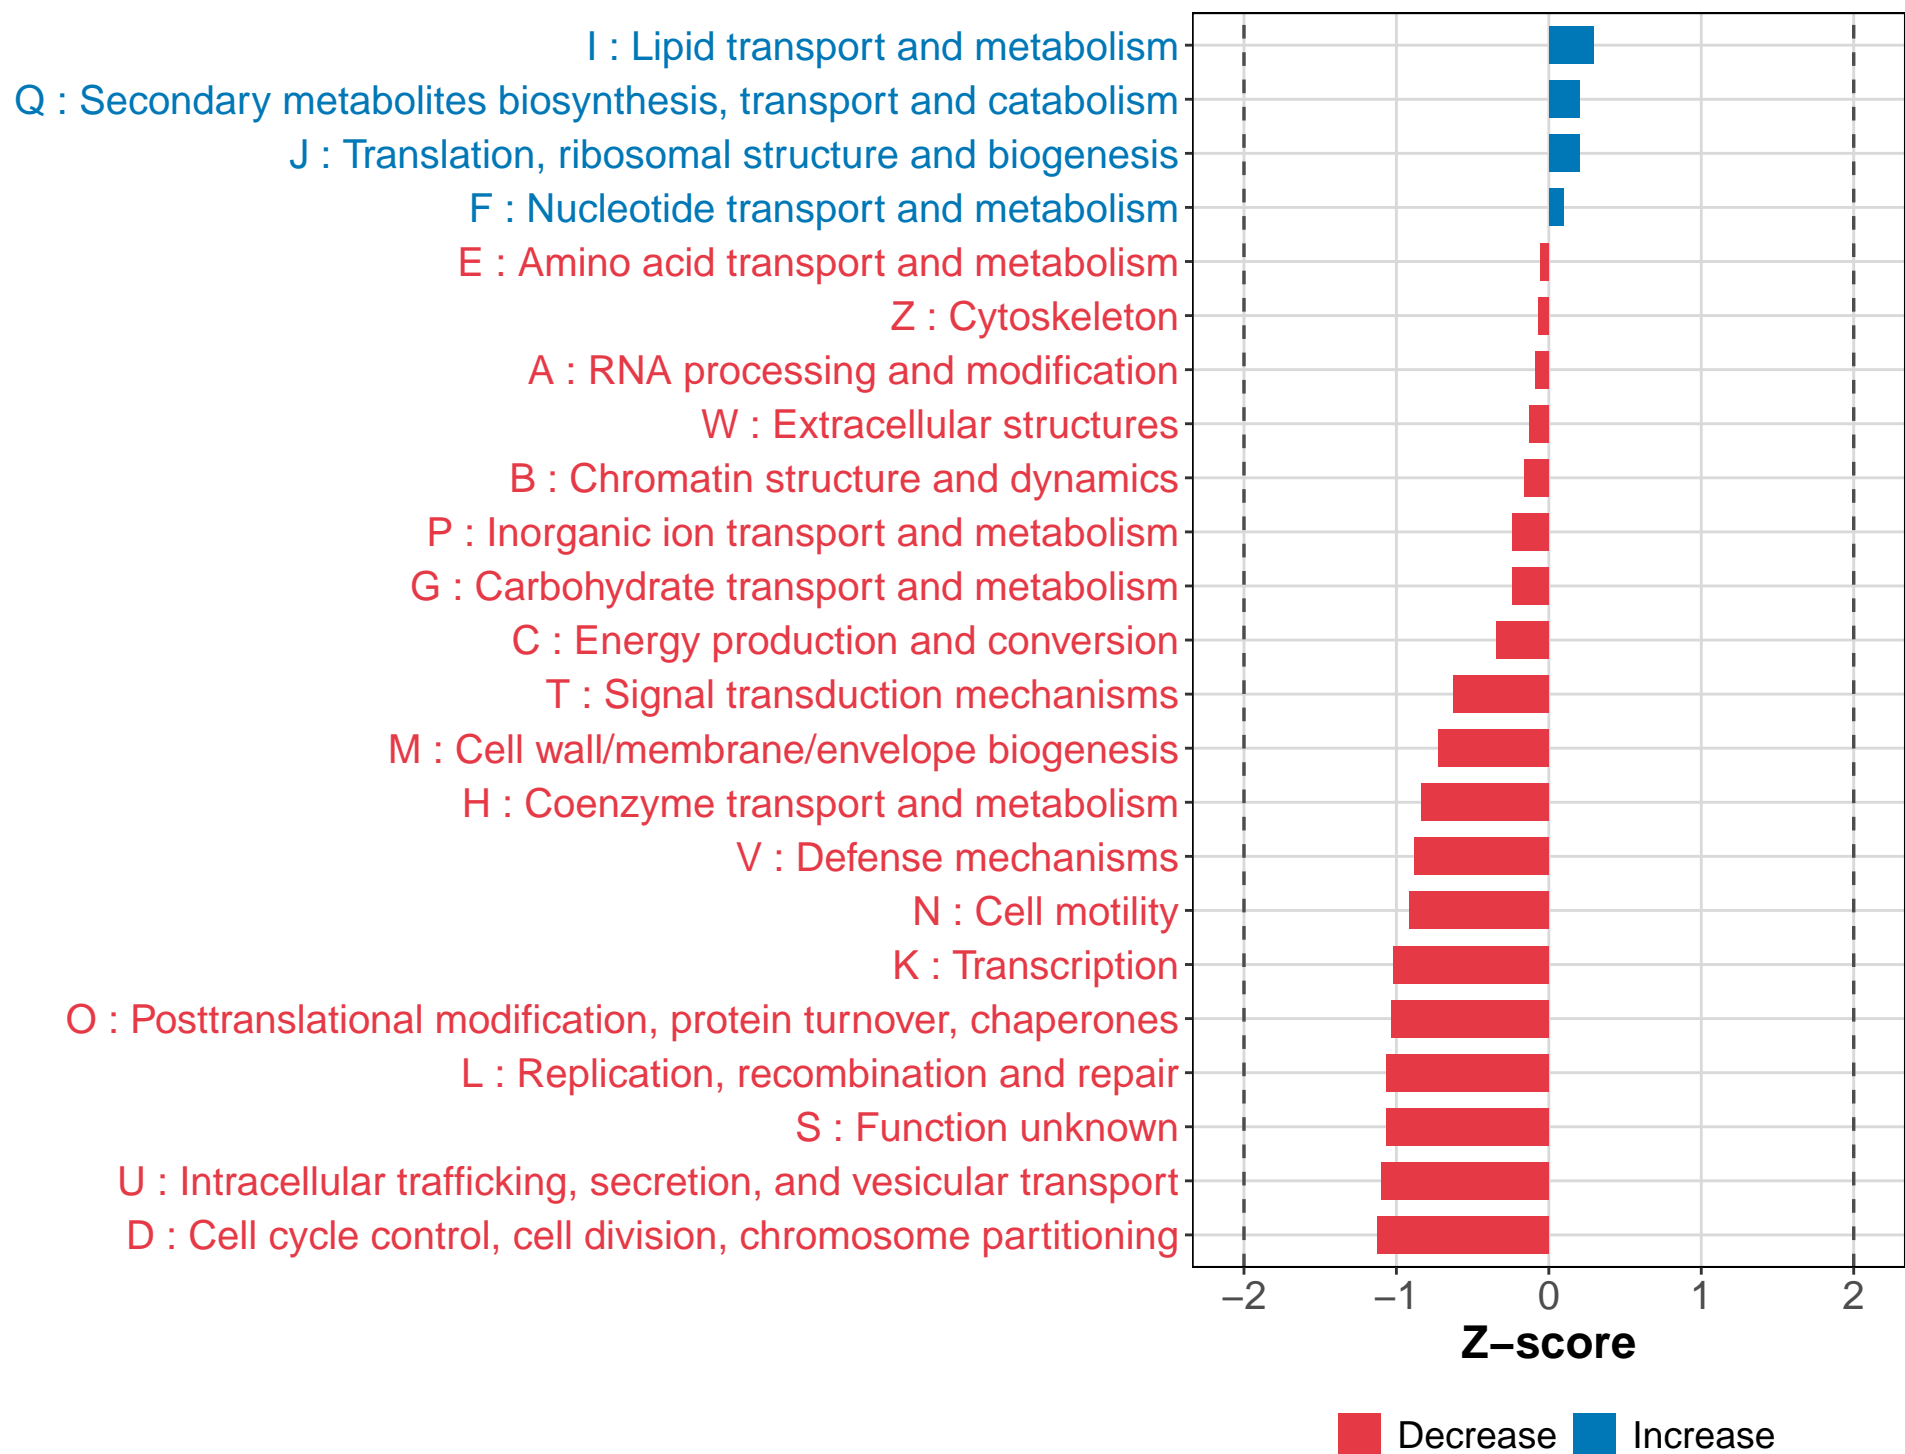 I : Lipid transport and metabolism
Q : Secondary metabolites biosynthesis, transport and catabolism
J : Translation, ribosomal structure and biogenesis
F : Nucleotide transport and metabolism
E : Amino acid transport and metabolism
Z : Cytoskeleton
A : RNA processing and modification
W : Extracellular structures
B : Chromatin structure and dynamics
P : Inorganic ion transport and metabolism
G : Carbohydrate transport and metabolism
C : Energy production and conversion
T : Signal transduction mechanisms
M : Cell wall/membrane/envelope biogenesis
H : Coenzyme transport and metabolism
V : Defense mechanisms
N : Cell motility
K : Transcription
O : Posttranslational modification, protein turnover, chaperones
L : Replication, recombination and repair
S : Function unknown
U : Intracellular trafficking, secretion, and vesicular transport
D : Cell cycle control, cell division, chromosome partitioning
−2 −1 0 1 2
Z−score
Decrease Increase